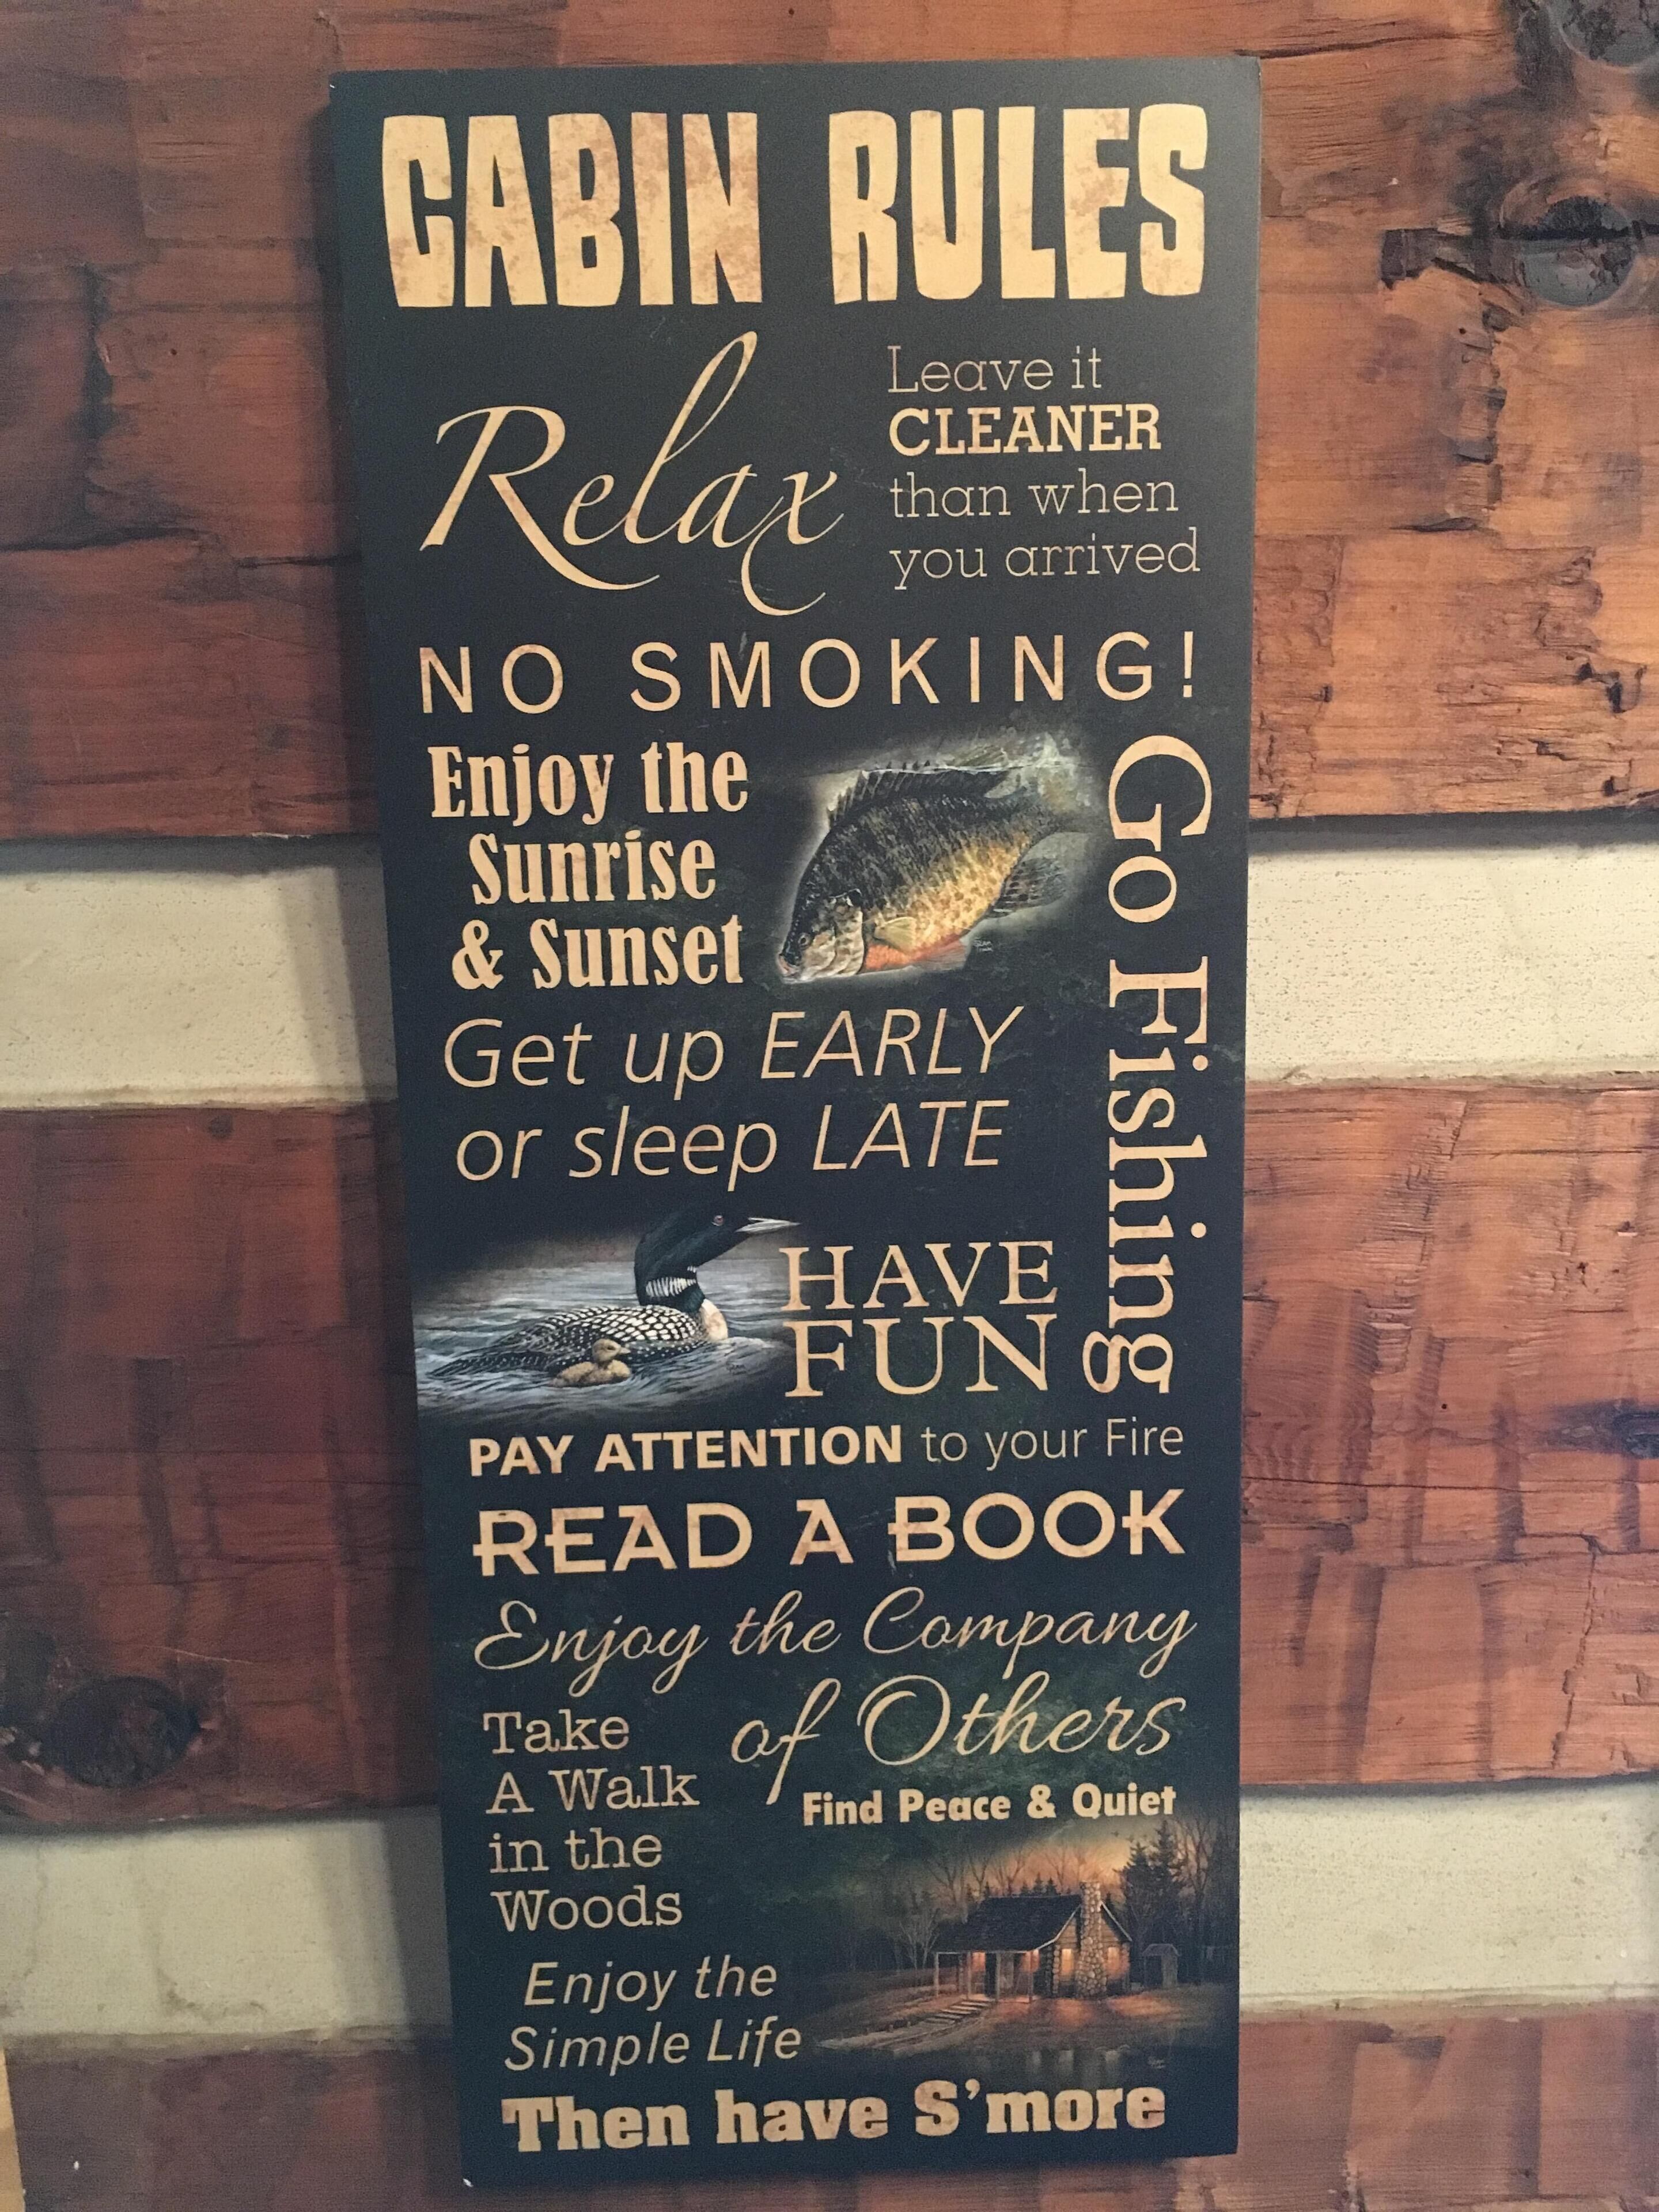 CABIN RULES
Relax
Leave it
CLEANER
than when
you arrived
NO SMOKING!
Enjoy the
Sunrise
& Sunset
Go Fishing
Get up EARLY
or sleep LATE
HAVE
FUN
PAY ATTENTION to your Fire
READ A BOOK
Enjoy the Company
of Others
Take
A Walk
in the
Woods
Find Peace & Quiet
Enjoy the
Simple Life
Then have S'more